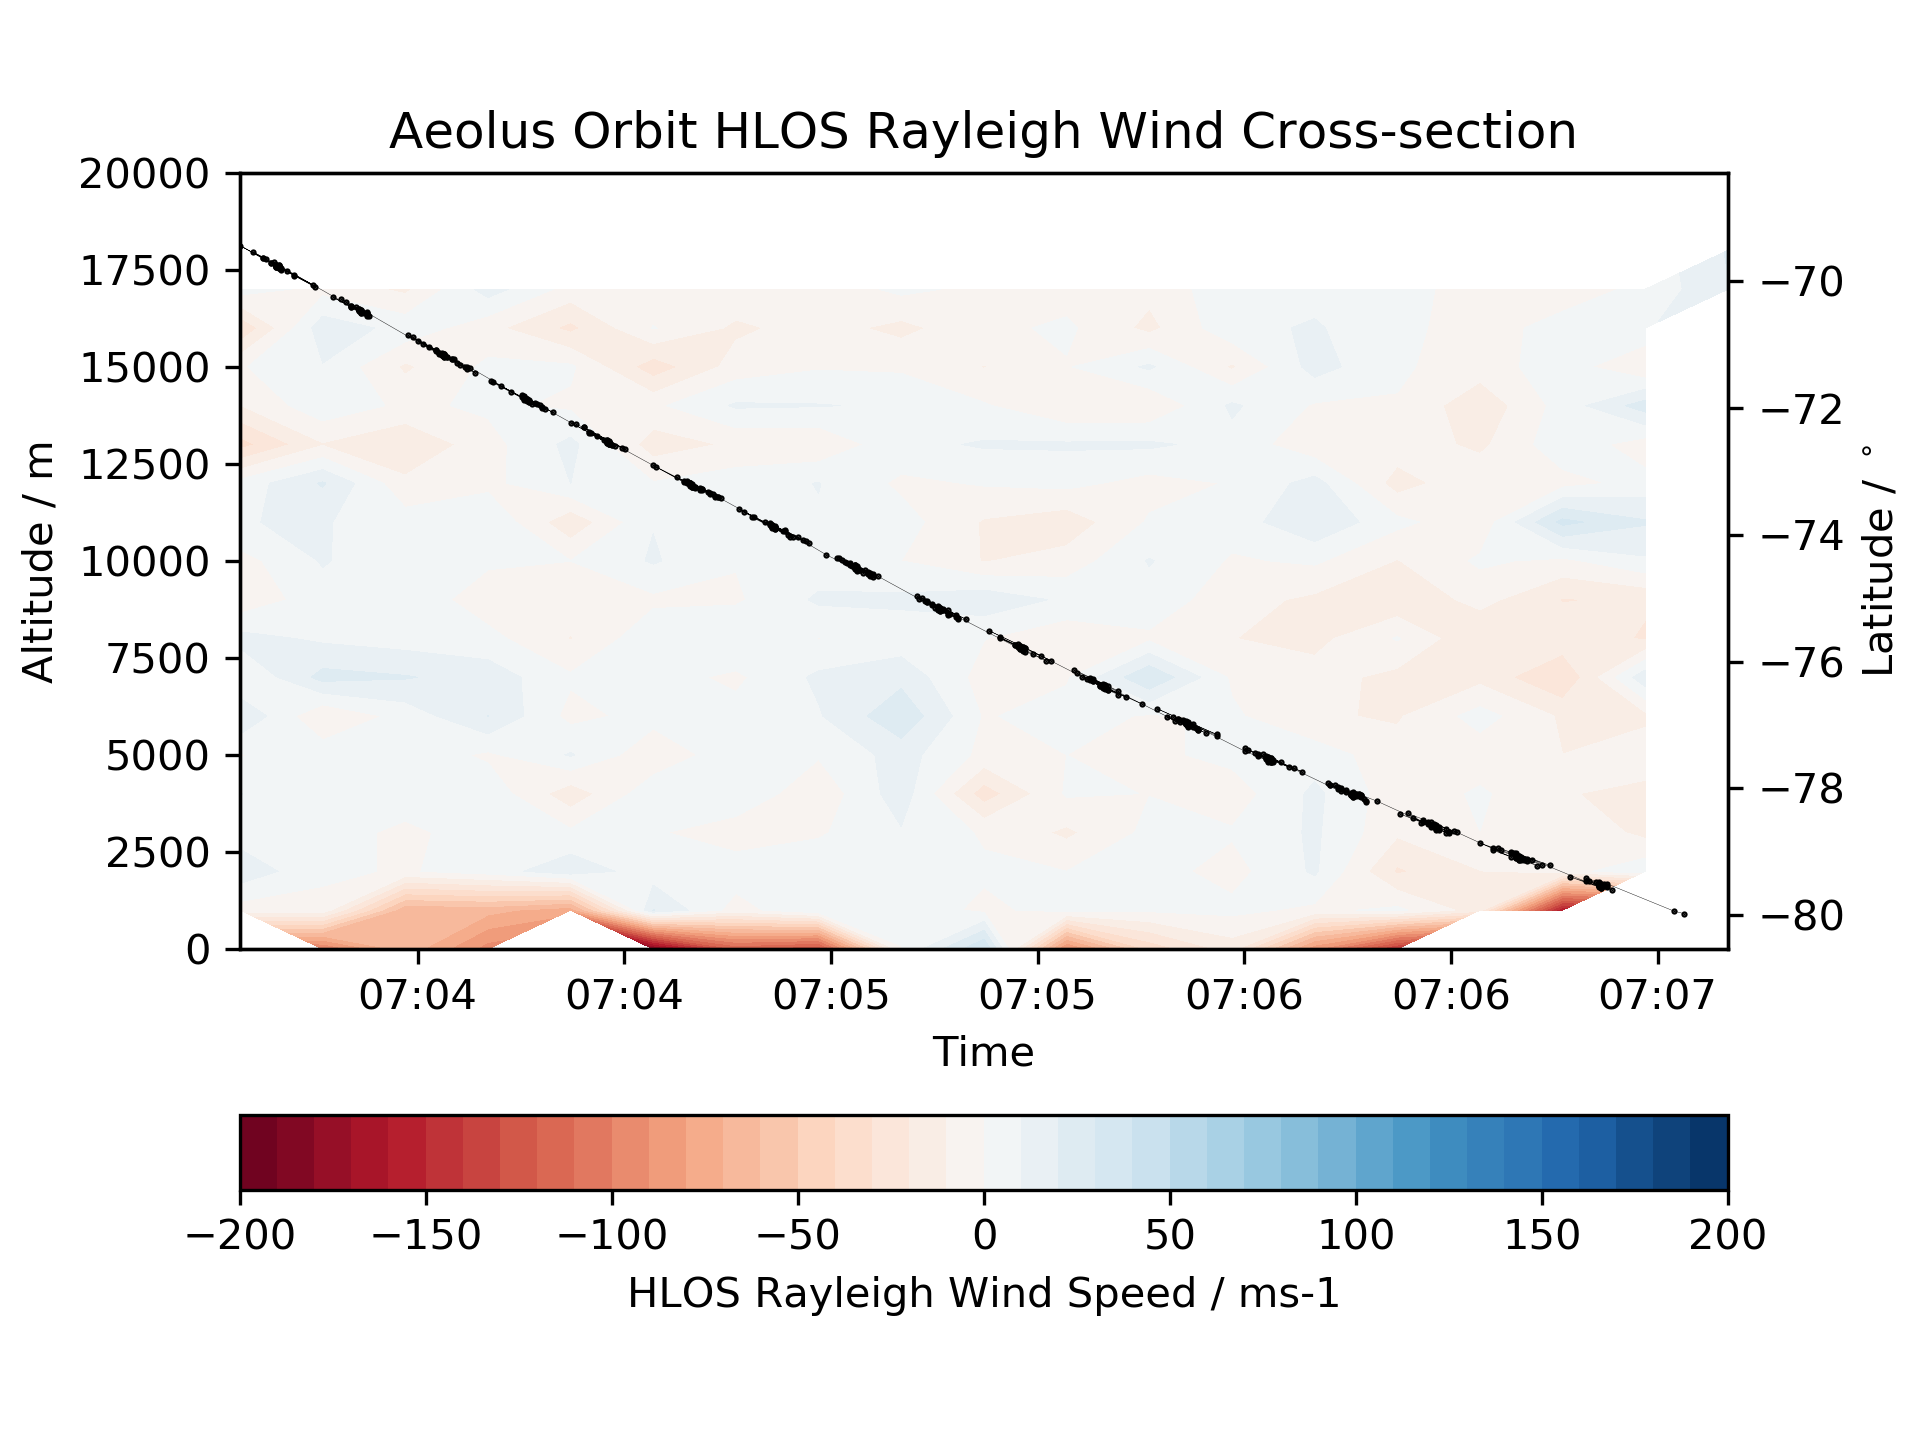 Aeolus Orbit HLOS Rayleigh Wind Cross-section
20000
17500
15000
12500
10000
7500
5000
2500
0
Altitude / m
−70
−72
−74
−76
−78
−80
Latitude / °
07:04 07:04 07:05 07:05 07:06 07:06 07:07
Time
−200 −150 −100 −50 0 50 100 150 200
HLOS Rayleigh Wind Speed / ms-1